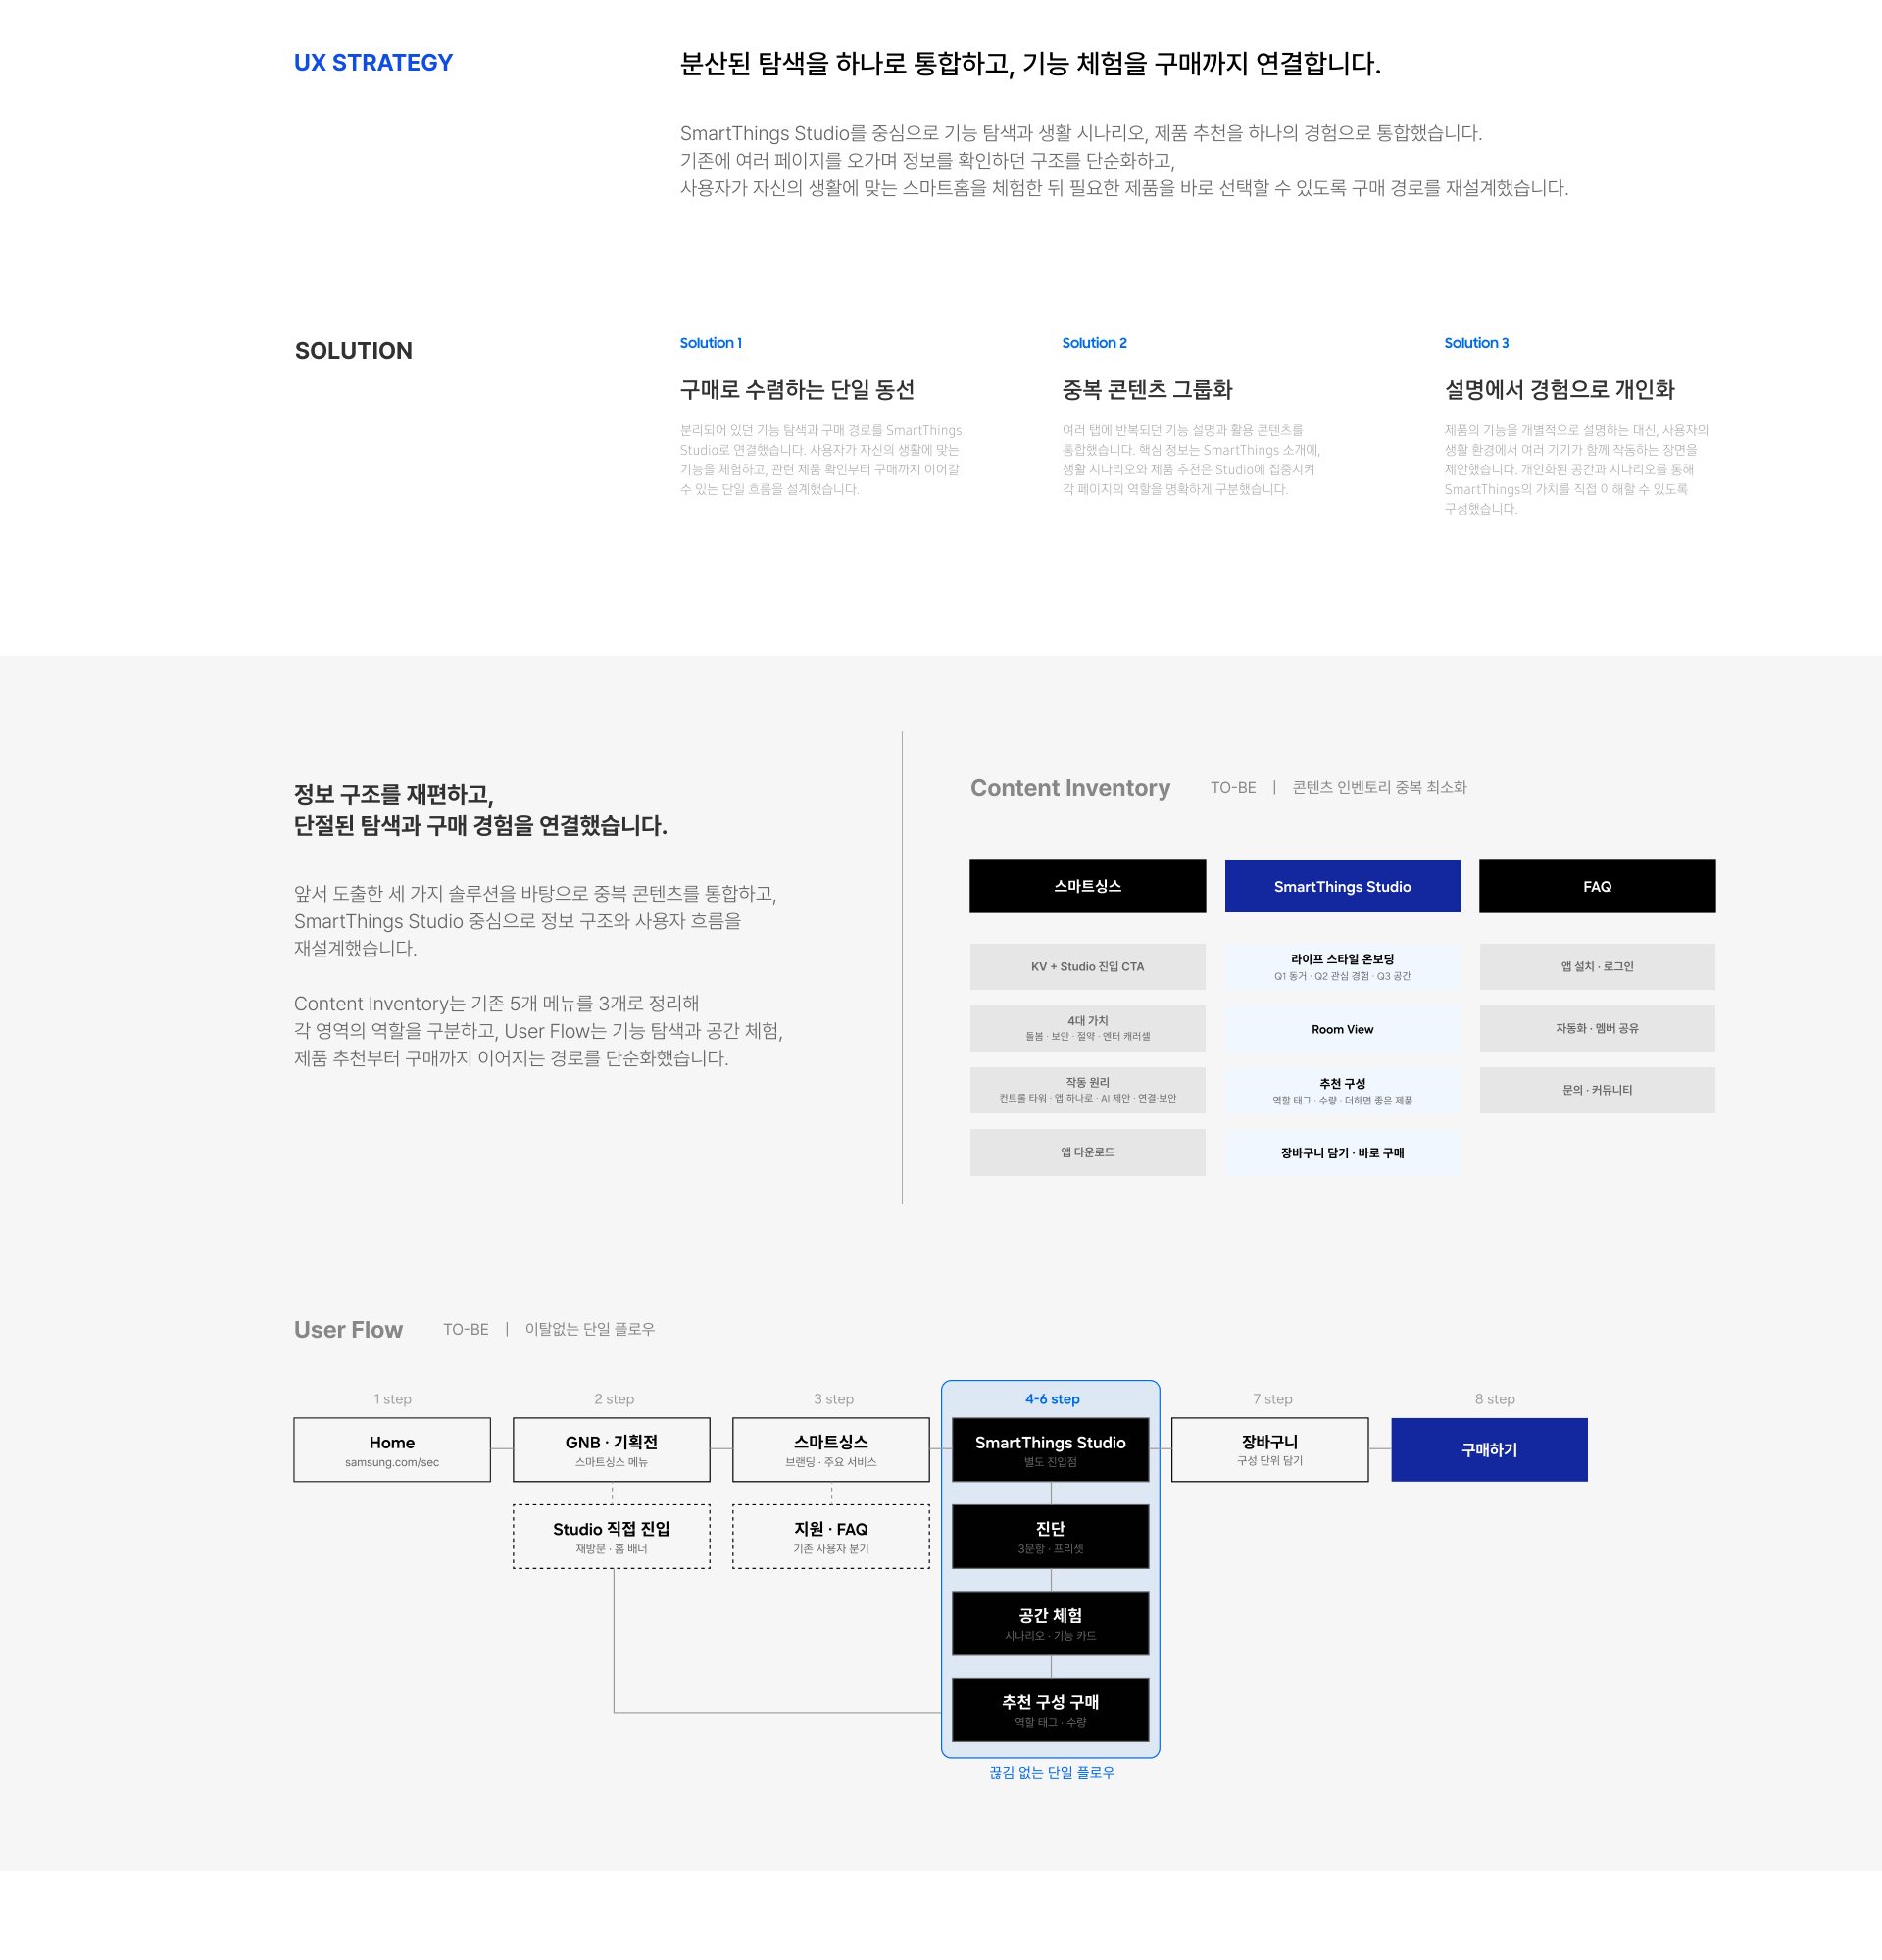 UX STRATEGY
분산된 탐색을 하나로 통합하고, 기능 체험을 구매까지 연결합니다.
SmartThings Studio를 중심으로 기능 탐색과 생활 시나리오, 제품 추천을 하나의 경험으로 통합했습니다.
기존에 여러 페이지를 오가며 정보를 확인하던 구조를 단순화하고,
사용자가 자신의 생활에 맞는 스마트홈을 체험한 뒤 필요한 제품을 바로 선택할 수 있도록 구매 경로를 재설계했습니다.
SOLUTION
Solution 1
구매로 수렴하는 단일 동선
분리되어 있던 기능 탐색과 구매 경로를 SmartThings
Studio로 연결했습니다. 사용자가 자신의 생활에 맞는
기능을 체험하고, 관련 제품 확인부터 구매까지 이어갈
수 있는 단일 흐름을 설계했습니다.
Solution 2
중복 콘텐츠 그룹화
여러 탭에 반복되던 기능 설명과 활용 콘텐츠를
통합했습니다. 핵심 정보는 SmartThings 소개에,
생활 시나리오와 제품 추천은 Studio에 집중시켜
각 페이지의 역할을 명확하게 구분했습니다.
Solution 3
설명에서 경험으로 개인화
제품의 기능을 개별적으로 설명하는 대신, 사용자의
생활 환경에서 여러 기기가 함께 작동하는 장면을
제안했습니다. 개인화된 공간과 시나리오를 통해
SmartThings의 가치를 직접 이해할 수 있도록
구성했습니다.
정보 구조를 재편하고,
단절된 탐색과 구매 경험을 연결했습니다.
앞서 도출한 세 가지 솔루션을 바탕으로 중복 콘텐츠를 통합하고,
SmartThings Studio 중심으로 정보 구조와 사용자 흐름을
재설계했습니다.
Content Inventory는 기존 5개 메뉴를 3개로 정리해
각 영역의 역할을 구분하고, User Flow는 기능 탐색과 공간 체험,
제품 추천부터 구매까지 이어지는 경로를 단순화했습니다.
Content Inventory TO-BE | 콘텐츠 인벤토리 중복 최소화
스마트싱스
KV + Studio 진입 CTA
4대 가치
돌봄 · 보안 · 절약 · 엔터 캐러셀
작동 원리
컨트롤 타워 · 앱 하나로 · AI 제안 · 연결·보안
앱 다운로드
SmartThings Studio
라이프 스타일 온보딩
Q1 동거 · Q2 관심 경험 · Q3 공간
Room View
추천 구성
역할 태그 · 수량 · 더하면 좋은 제품
장바구니 담기 · 바로 구매
FAQ
앱 설치 · 로그인
자동화 · 멤버 공유
문의 · 커뮤니티
User Flow TO-BE | 이탈없는 단일 플로우
1 step
Home
samsung.com/sec
2 step
GNB · 기획전
스마트싱스 메뉴
Studio 직접 진입
재방문 · 홈 배너
3 step
스마트싱스
브랜딩 · 주요 서비스
지원 · FAQ
기존 사용자 분기
4-6 step
SmartThings Studio
별도 진입점
진단
3문항 · 프리셋
공간 체험
시나리오 · 기능 카드
추천 구성 구매
역할 태그 · 수량
끊김 없는 단일 플로우
7 step
장바구니
구성 단위 담기
8 step
구매하기